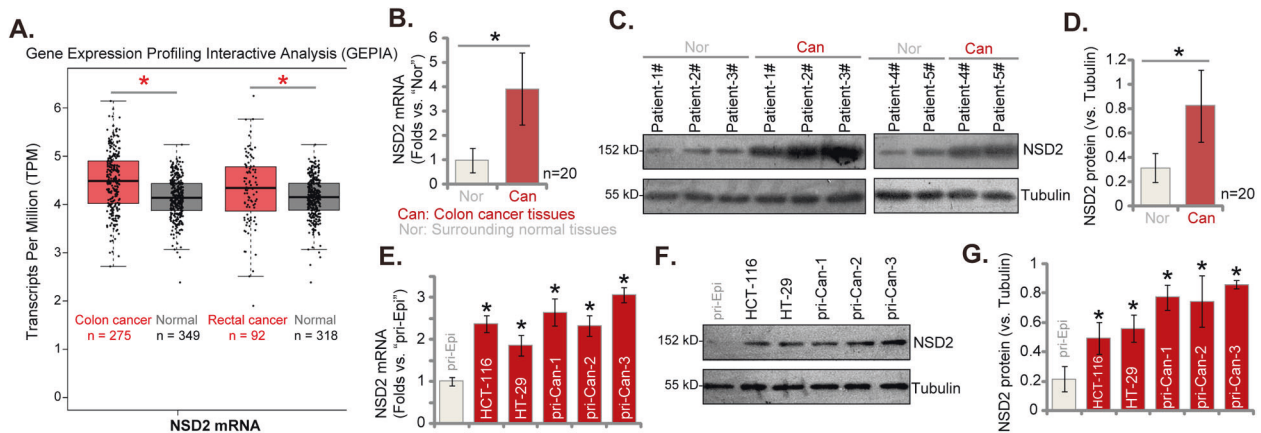 A.
Gene Expression Profiling Interactive Analysis (GEPIA)
Transcripts Per Million (TPM)
6
5
4
4
1
0
*
*
Colon cancer
n = 275
Normal
n = 349
Rectal cancer
n = 92
Normal
n = 318
NSD2 mRNA
B.
NSD2 mRNA
(Folds vs. “Nor”)
6
5
4
3
2
1
0
*
Nor
Can
n=20
Can: Colon cancer tissues
Nor: Surrounding normal tissues
C.
Nor
Can
Nor
Can
Patient-1#
Patient-2#
Patient-3#
Patient-1#
Patient-2#
Patient-3#
Patient-4#
Patient-5#
Patient-4#
Patient-5#
152 kD
NSD2
55 kD
Tubulin
D.
NSD2 protein (vs. Tubulin)
1.2
1
0.8
0.6
0.4
0.2
0
*
Nor
Can
n=20
E.
NSD2 mRNA
(Folds vs. “pri-Epi”)
3
2
1
0
pri-Epi
*
HCT-116
*
HT-29
*
pri-Can-1
*
pri-Can-2
*
pri-Can-3
F.
pri-Epi
HCT-116
HT-29
pri-Can-1
pri-Can-2
pri-Can-3
152 kD
NSD2
55 kD
Tubulin
G.
NSD2 protein (vs. Tubulin)
1
0.8
0.6
0.4
0.2
0
pri-Epi
*
HCT-116
*
HT-29
*
pri-Can-1
*
pri-Can-2
*
pri-Can-3